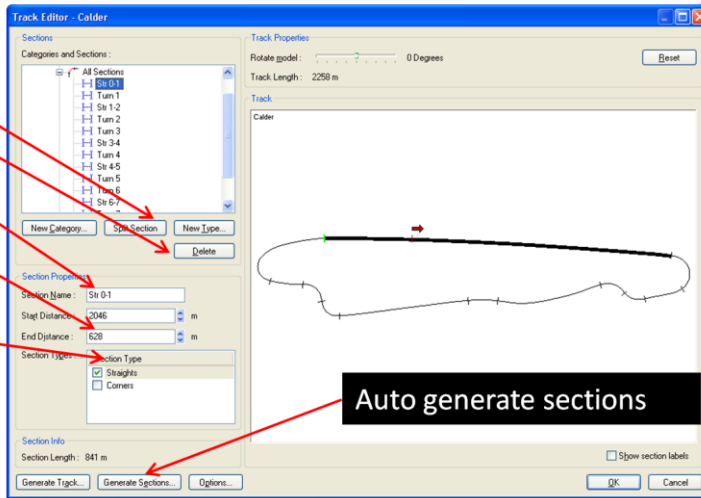 Track Editor - Calder
Sections
Categories and Sections :
All Sections
Str 0-1
Turn 1
Str 1-2
Turn 2
Turn 3
Str 3-4
Turn 4
Str 4-5
Turn 5
Turn 6
Str 6-7
New Category...
Split Section
New Type...
Delete
Section Properties
Section Name : Str 0-1
Start Distance : 2046 m
End Distance : 628 m
Section Types :
Section Type
Straights
Corners
Section Info
Section Length : 841 m
Generate Track...
Generate Sections...
Options...
Track Properties
Rotate model : 0 Degrees
Reset
Track Length : 2258 m
Track
Calder
Auto generate sections
Show section labels
OK
Cancel